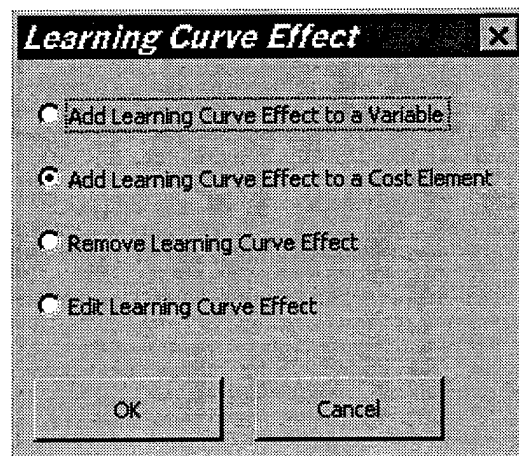 Learning Curve Effect
Add Learning Curve Effect to a Variable
Add Learning Curve Effect to a Cost Element
Remove Learning Curve Effect
Edit Learning Curve Effect
OK Cancel